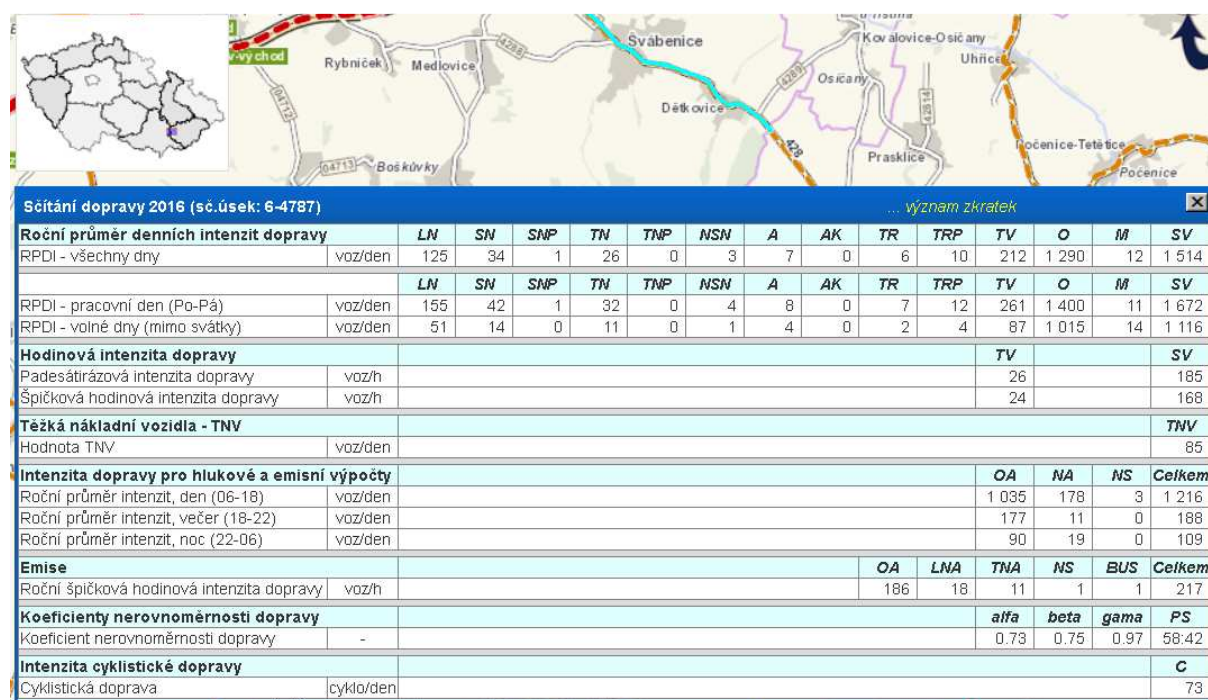 v-východ
4288
Švábenice
u Tištína
Kovalovice-Osíčany
Rybníček
Medlovice
Uhřice
4289
Osíčany
04712
Dětkovice
42814
428
Počenice-Tetětice
Prasklice
04713
Boškůvky
Počenice
Sčítání dopravy 2016 (sč.úsek: 6-4787) ... význam zkratek
Roční průměr denních intenzit dopravy LN SN SNP TN TNP NSN A AK TR TRP TV O M SV
RPDI - všechny dny voz/den 125 34 1 26 0 3 7 0 6 10 212 1 290 12 1 514
LN SN SNP TN TNP NSN A AK TR TRP TV O M SV
RPDI - pracovní den (Po-Pá) voz/den 155 42 1 32 0 4 8 0 7 12 261 1 400 11 1 672
RPDI - volné dny (mimo svátky) voz/den 51 14 0 11 0 1 4 0 2 4 87 1 015 14 1 116
Hodinová intenzita dopravy TV SV
Padesátirázová intenzita dopravy voz/h 26 185
Špičková hodinová intenzita dopravy voz/h 24 168
Těžká nákladní vozidla - TNV TNV
Hodnota TNV voz/den 85
Intenzita dopravy pro hlukové a emisní výpočty OA NA NS Celkem
Roční průměr intenzit, den (06-18) voz/den 1 035 178 3 1 216
Roční průměr intenzit, večer (18-22) voz/den 177 11 0 188
Roční průměr intenzit, noc (22-06) voz/den 90 19 0 109
Emise OA LNA TNA NS BUS Celkem
Roční špičková hodinová intenzita dopravy voz/h 186 18 11 1 1 217
Koeficienty nerovnoměrnosti dopravy alfa beta gama PS
Koeficient nerovnoměrnosti dopravy - 0.73 0.75 0.97 58:42
Intenzita cyklistické dopravy C
Cyklistická doprava cyklo/den 73